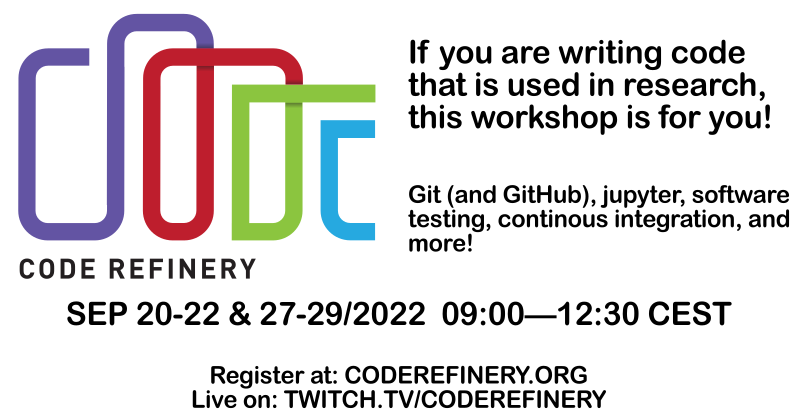 If you are writing code
that is used in research,
this workshop is for you!
Git (and GitHub), jupyter, software
testing, continous integration, and
more!
CODE REFINERY
SEP 20-22 & 27-29/2022 09:00—12:30 CEST
Register at: CODEREFINERY.ORG
Live on: TWITCH.TV/CODEREFINERY